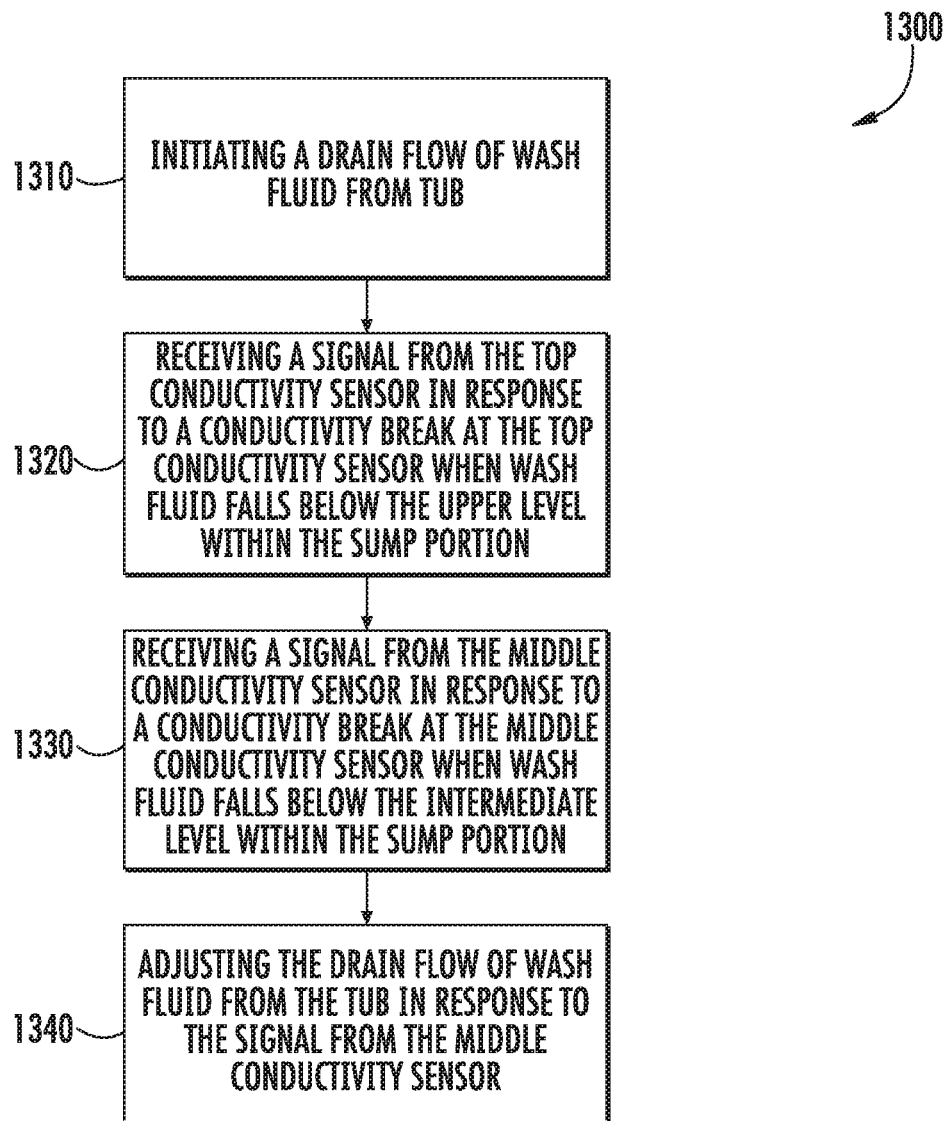 1300
1310
INITIATING A DRAIN FLOW OF WASH
FLUID FROM TUB
1320
RECEIVING A SIGNAL FROM THE TOP
CONDUCTIVITY SENSOR IN RESPONSE
TO A CONDUCTIVITY BREAK AT THE TOP
CONDUCTIVITY SENSOR WHEN WASH
FLUID FALLS BELOW THE UPPER LEVEL
WITHIN THE SUMP PORTION
1330
RECEIVING A SIGNAL FROM THE MIDDLE
CONDUCTIVITY SENSOR IN RESPONSE TO
A CONDUCTIVITY BREAK AT THE MIDDLE
CONDUCTIVITY SENSOR WHEN WASH
FLUID FALLS BELOW THE INTERMEDIATE
LEVEL WITHIN THE SUMP PORTION
1340
ADJUSTING THE DRAIN FLOW OF WASH
FLUID FROM THE TUB IN RESPONSE TO
THE SIGNAL FROM THE MIDDLE
CONDUCTIVITY SENSOR